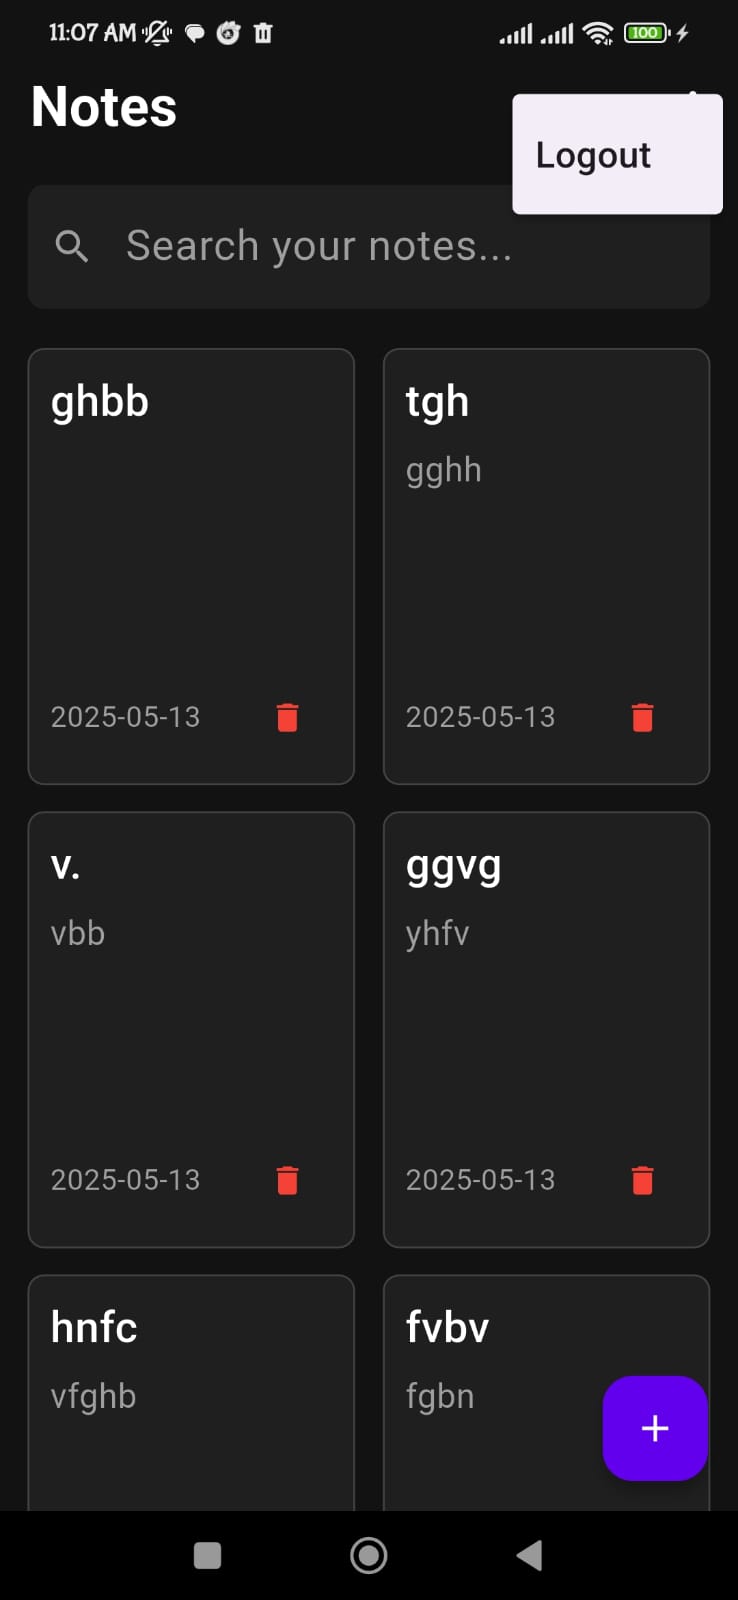 11:07 AM
100
Notes
Logout
Search your notes...
ghbb
tgh
gghh
2025-05-13
2025-05-13
v.
vbb
ggvg
yhfv
2025-05-13
2025-05-13
hnfc
vfghb
fvbv
fgbn